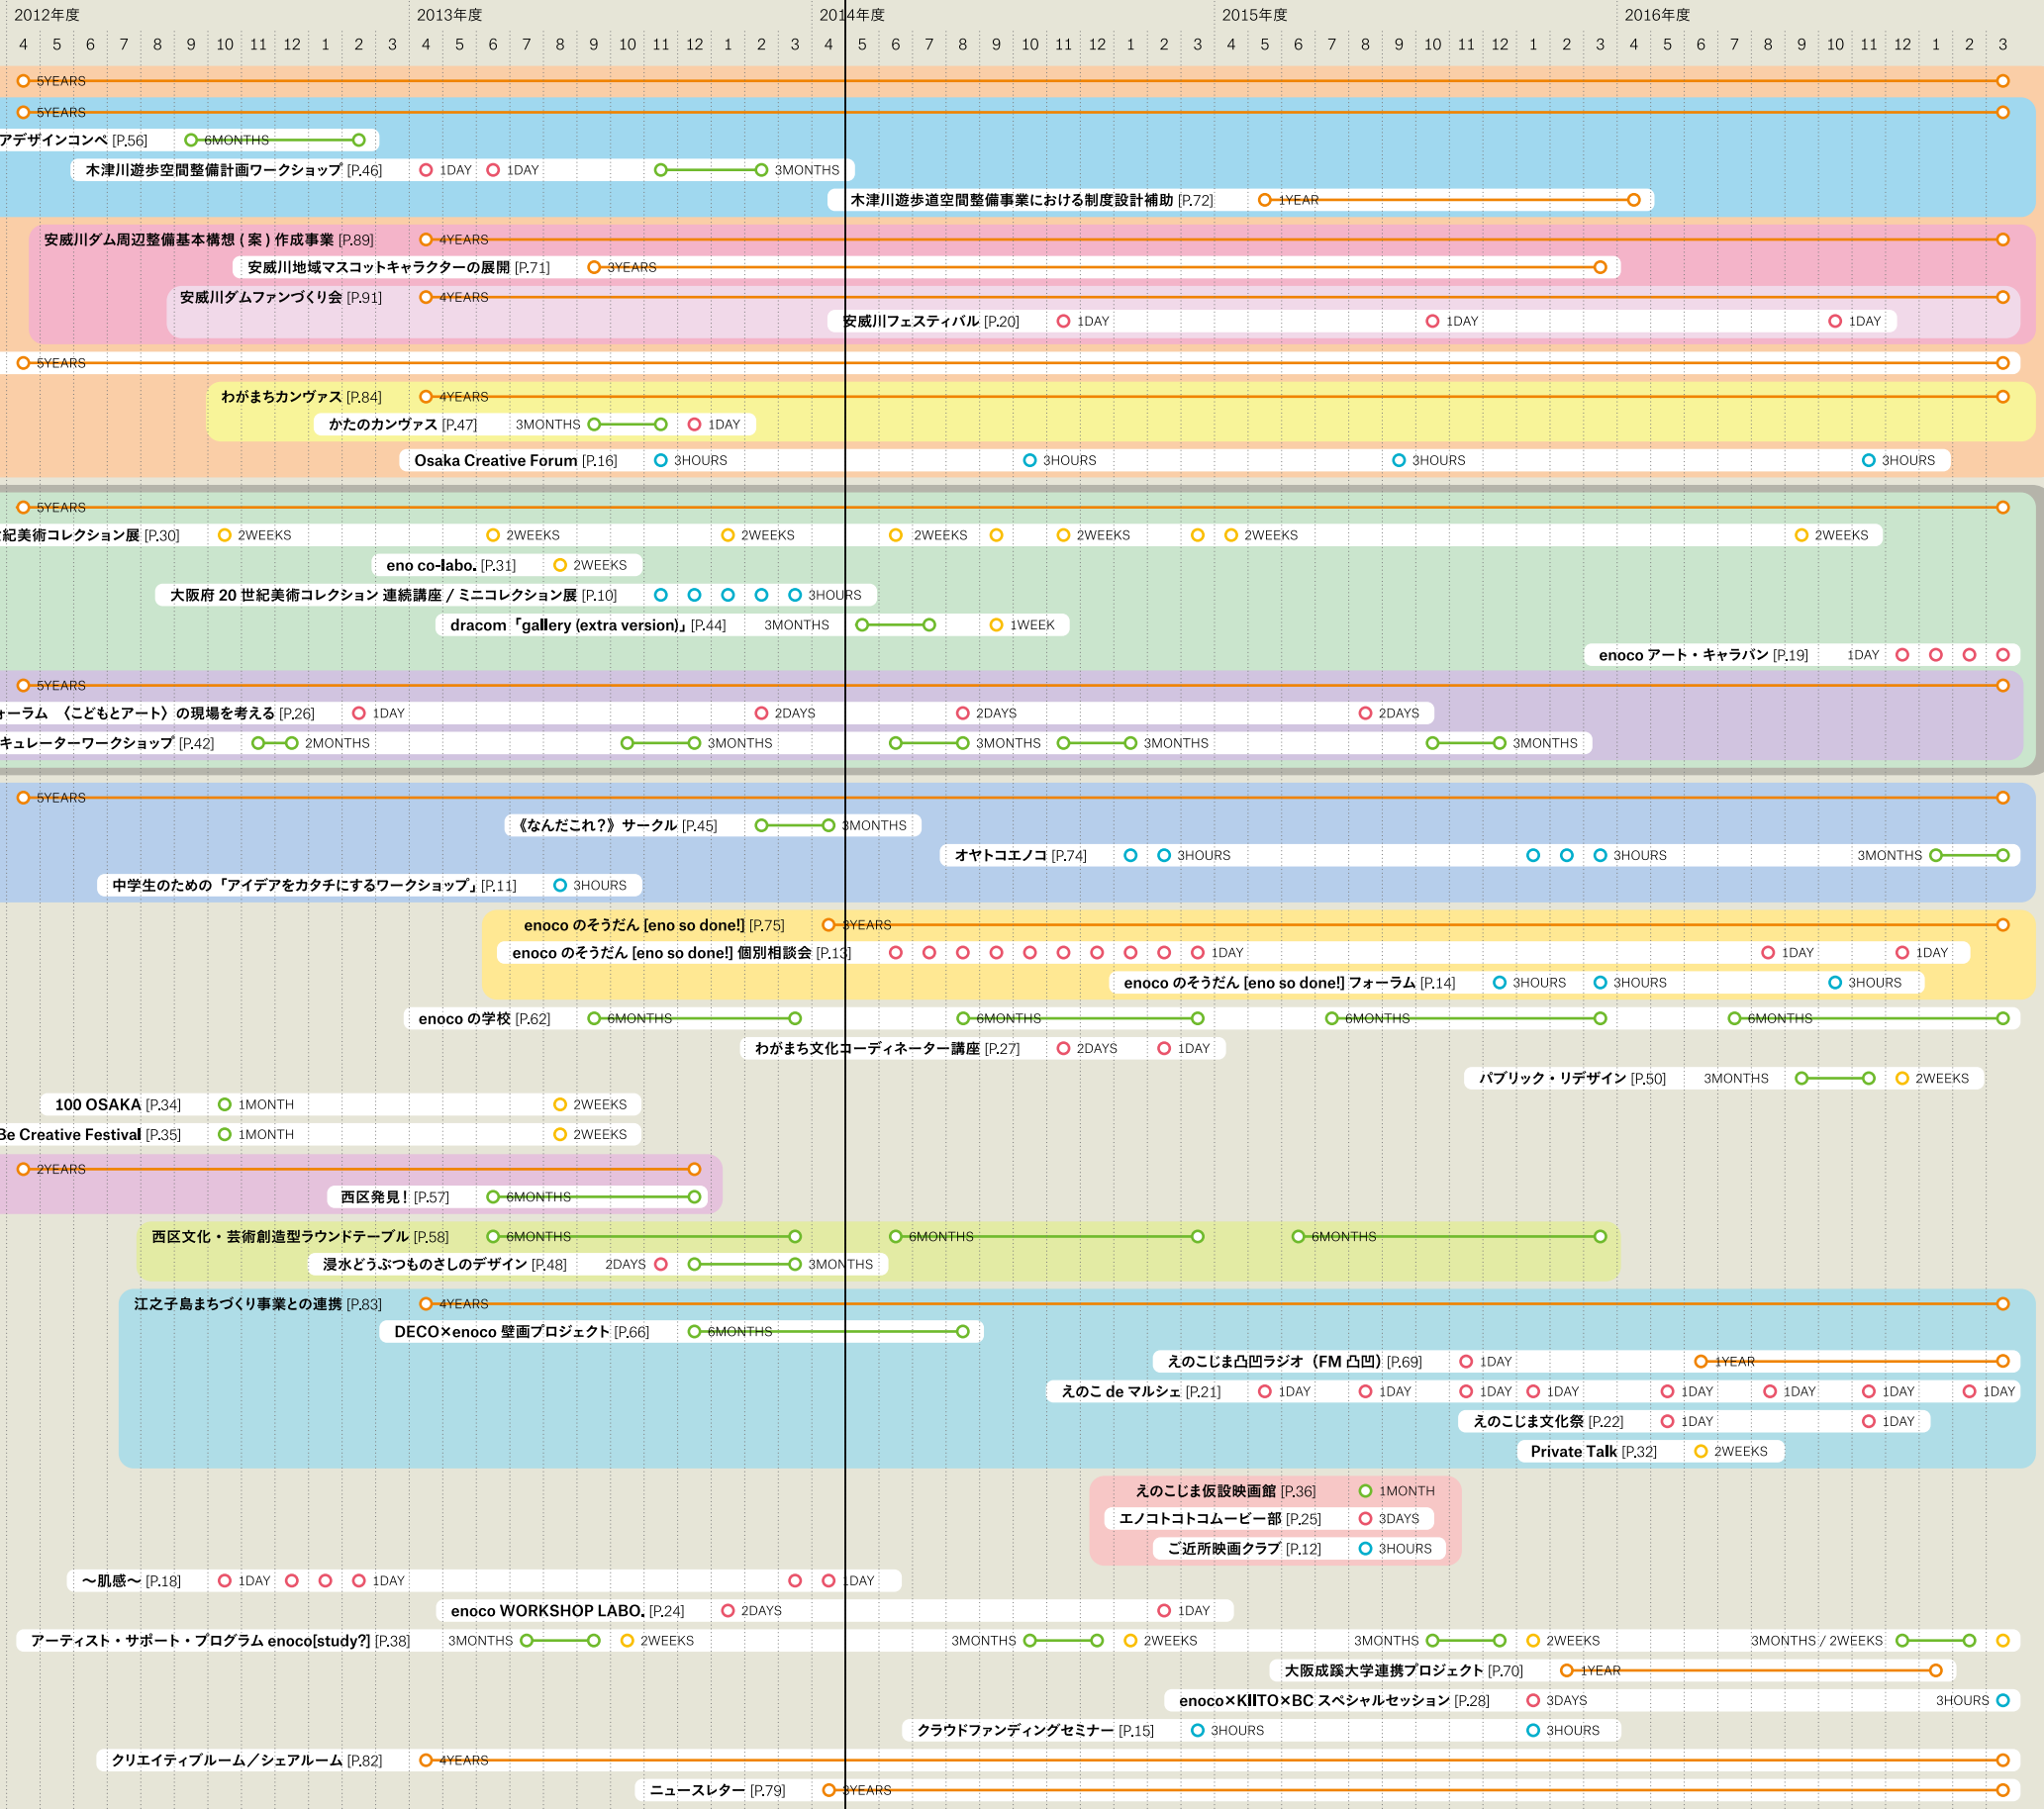 2012年度 2013年度 2014年度 2015年度 2016年度
4 5 6 7 8 9 10 11 12 1 2 3 4 5 6 7 8 9 10 11 12 1 2 3 4 5 6 7 8 9 10 11 12 1 2 3 4 5 6 7 8 9 10 11 12 1 2 3 4 5 6 7 8 9 10 11 12 1 2 3
5YEARS
5YEARS
アデザインコンペ [P.56] 6MONTHS
木津川遊歩空間整備計画ワークショップ [P.46] 1DAY 1DAY 3MONTHS
木津川遊歩道空間整備事業における制度設計補助 [P.72] 1YEAR
安威川ダム周辺整備基本構想 ( 案 ) 作成事業 [P.89] 4YEARS
安威川地域マスコットキャラクターの展開 [P.71] 3YEARS
安威川ダムファンづくり会 [P.91] 4YEARS
安威川フェスティバル [P.20] 1DAY 1DAY 1DAY
5YEARS
わがまちカンヴァス [P.84] 4YEARS
かたのカンヴァス [P.47] 3MONTHS 1DAY
Osaka Creative Forum [P.16] 3HOURS 3HOURS 3HOURS 3HOURS
5YEARS
紀美術コレクション展 [P.30] 2WEEKS 2WEEKS 2WEEKS 2WEEKS 2WEEKS 2WEEKS 2WEEKS
eno co-labo. [P.31] 2WEEKS
大阪府 20 世紀美術コレクション 連続講座 / ミニコレクション展 [P.10] 3HOURS
dracom「gallery (extra version)」 [P.44] 3MONTHS 1WEEK
enoco アート・キャラバン [P.19] 1DAY
5YEARS
ォーラム 〈こどもとアート〉の現場を考える [P.26] 1DAY 2DAYS 2DAYS 2DAYS
キュレーターワークショップ [P.42] 2MONTHS 3MONTHS 3MONTHS 3MONTHS 3MONTHS
5YEARS
《なんだこれ？》サークル [P.45] 3MONTHS
オヤトコエノコ [P.74] 3HOURS 3HOURS 3MONTHS
中学生のための「アイデアをカタチにするワークショップ」 [P.11] 3HOURS
enoco のそうだん [eno so done!] [P.75] 3YEARS
enoco のそうだん [eno so done!] 個別相談会 [P.13] 1DAY 1DAY 1DAY
enoco のそうだん [eno so done!] フォーラム [P.14] 3HOURS 3HOURS 3HOURS
enoco の学校 [P.62] 6MONTHS 6MONTHS 6MONTHS 6MONTHS
わがまち文化コーディネーター講座 [P.27] 2DAYS 1DAY
パブリック・リデザイン [P.50] 3MONTHS 2WEEKS
100 OSAKA [P.34] 1MONTH 2WEEKS
Be Creative Festival [P.35] 1MONTH 2WEEKS
2YEARS
西区発見！ [P.57] 6MONTHS
西区文化・芸術創造型ラウンドテーブル [P.58] 6MONTHS 6MONTHS 6MONTHS
浸水どうぶつものさしのデザイン [P.48] 2DAYS 3MONTHS
江之子島まちづくり事業との連携 [P.83] 4YEARS
DECO×enoco 壁画プロジェクト [P.66] 6MONTHS
えのこじま凸凹ラジオ（FM 凸凹） [P.69] 1DAY 1YEAR
えのこ de マルシェ [P.21] 1DAY 1DAY 1DAY 1DAY 1DAY 1DAY 1DAY 1DAY
えのこじま文化祭 [P.22] 1DAY 1DAY
Private Talk [P.32] 2WEEKS
えのこじま仮設映画館 [P.36] 1MONTH
エノコトコトコムービー部 [P.25] 3DAYS
ご近所映画クラブ [P.12] 3HOURS
〜肌感〜 [P.18] 1DAY 1DAY 1DAY
enoco WORKSHOP LABO. [P.24] 2DAYS 1DAY
アーティスト・サポート・プログラム enoco[study?] [P.38] 3MONTHS 2WEEKS 3MONTHS 2WEEKS 3MONTHS 2WEEKS 3MONTHS / 2WEEKS
大阪成蹊大学連携プロジェクト [P.70] 1YEAR
enoco×KIITO×BC スペシャルセッション [P.28] 3DAYS 3HOURS
クラウドファンディングセミナー [P.15] 3HOURS 3HOURS
クリエイティブルーム／シェアルーム [P.82] 4YEARS
ニュースレター [P.79] 3YEARS